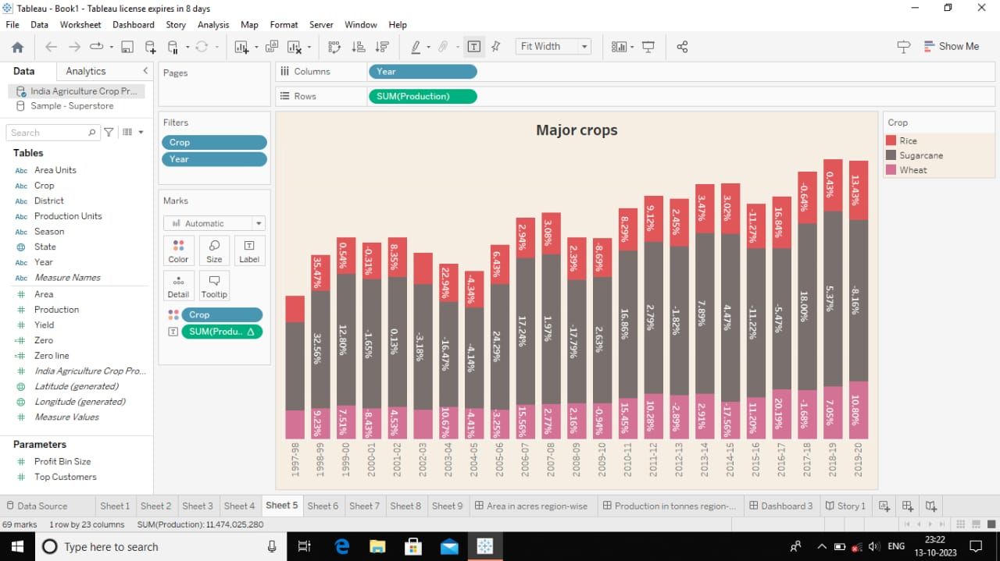 Tableau - Book1 - Tableau license expires in 8 days
File Data Worksheet Dashboard Story Analysis Map Format Server Window Help
Fit Width
Show Me
Data Analytics
India Agriculture Crop Pr...
Sample - Superstore
Search
Tables
Abc Area Units
Abc Crop
Abc District
Abc Production Units
Abc Season
State
Abc Year
Abc Measure Names
Area
Production
Yield
Zero
Zero line
India Agriculture Crop Pro...
Latitude (generated)
Longitude (generated)
Measure Values
Parameters
Profit Bin Size
Top Customers
Pages
Filters
Crop
Year
Marks
Automatic
Color Size Label
Detail Tooltip
Crop
SUM(Produ..
Columns Year
Rows SUM(Production)
Major crops
35.47% 0.54% -0.31% 8.35% 22.94% -4.34% 6.43% 2.94% 3.08% 2.39% -8.69% 8.29% 9.12% 2.45% 3.47% 3.02% -11.27% 16.84% -0.64% 0.43% 13.43%
32.56% 12.80% -1.65% 0.13% -3.18% -16.47% -4.14% 24.29% 17.24% 1.97% -17.79% 2.63% 16.86% 2.79% -1.82% 7.89% 4.47% -11.22% -5.47% 18.00% 5.37% -8.16%
9.23% 7.51% -8.43% 4.53% 10.67% -4.41% -3.25% 15.56% 2.77% 2.16% -0.94% 15.45% 10.28% -2.89% 2.91% -17.56% 11.20% 20.19% -1.68% 7.05% 10.80%
1997-98 1998-99 1999-00 2000-01 2001-02 2002-03 2003-04 2004-05 2005-06 2006-07 2007-08 2008-09 2009-10 2010-11 2011-12 2012-13 2013-14 2014-15 2015-16 2016-17 2017-18 2018-19 2019-20
Crop
Rice
Sugarcane
Wheat
Data Source Sheet 1 Sheet 2 Sheet 3 Sheet 4 Sheet 5 Sheet 6 Sheet 7 Sheet 8 Sheet 9 Area in acres region-wise Production in tonnes region-... Dashboard 3 Story 1
69 marks 1 row by 23 columns SUM(Production): 11,474,025,280
Type here to search
ENG
23:22
13-10-2023